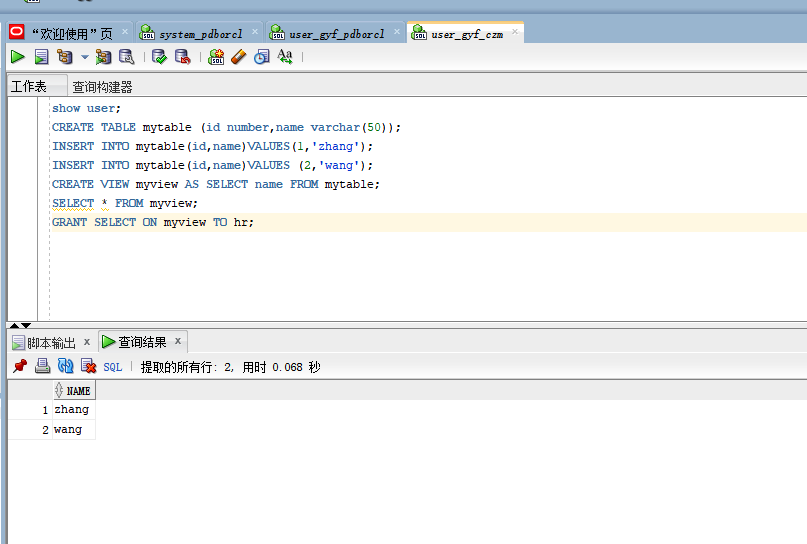 “欢迎使用”页 × system_pdborcl × user_gyf_pdborcl × user_gyf_czm ×
工作表 查询构建器
show user;
CREATE TABLE mytable (id number,name varchar(50));
INSERT INTO mytable(id,name)VALUES(1,'zhang');
INSERT INTO mytable(id,name)VALUES (2,'wang');
CREATE VIEW myview AS SELECT name FROM mytable;
SELECT * FROM myview;
GRANT SELECT ON myview TO hr;
脚本输出 × 查询结果 ×
SQL | 提取的所有行: 2, 用时 0.068 秒
NAME
1 zhang
2 wang